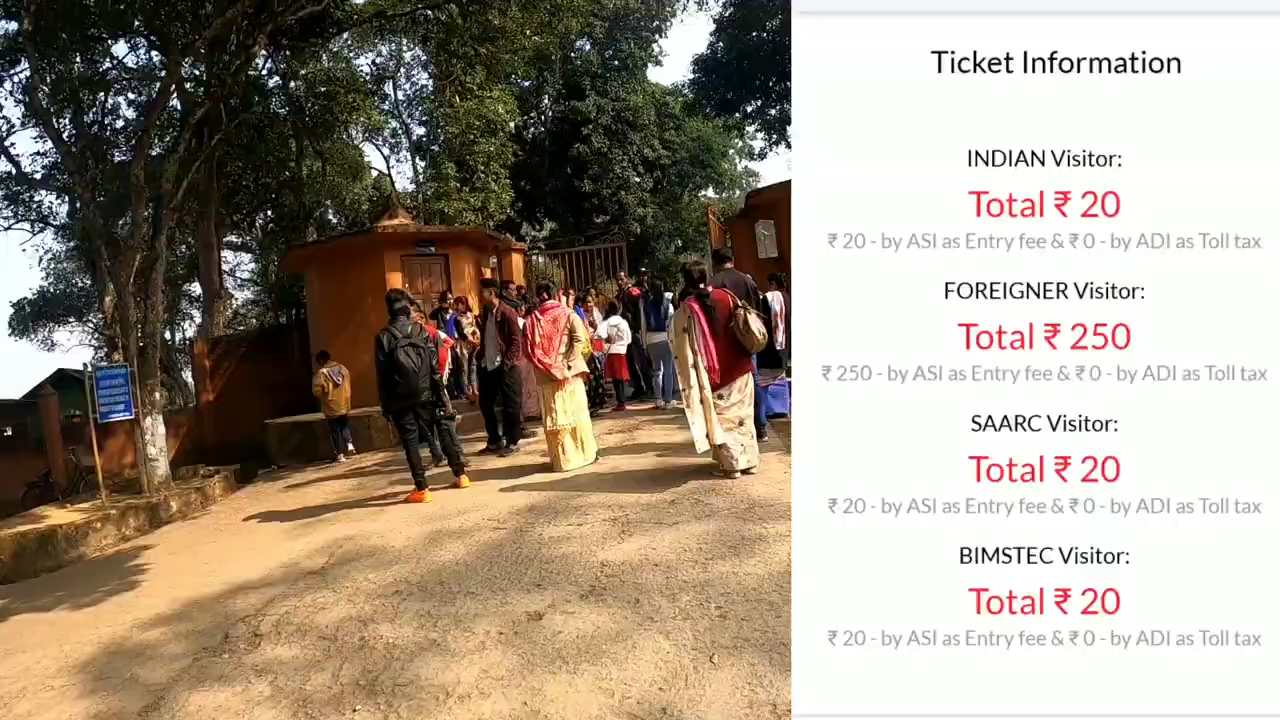 Ticket Information
INDIAN Visitor:
Total ₹ 20
₹ 20 - by ASI as Entry fee & ₹ 0 - by ADI as Toll tax
FOREIGNER Visitor:
Total ₹ 250
₹ 250 - by ASI as Entry fee & ₹ 0 - by ADI as Toll tax
SAARC Visitor:
Total ₹ 20
₹ 20 - by ASI as Entry fee & ₹ 0 - by ADI as Toll tax
BIMSTEC Visitor:
Total ₹ 20
₹ 20 - by ASI as Entry fee & ₹ 0 - by ADI as Toll tax